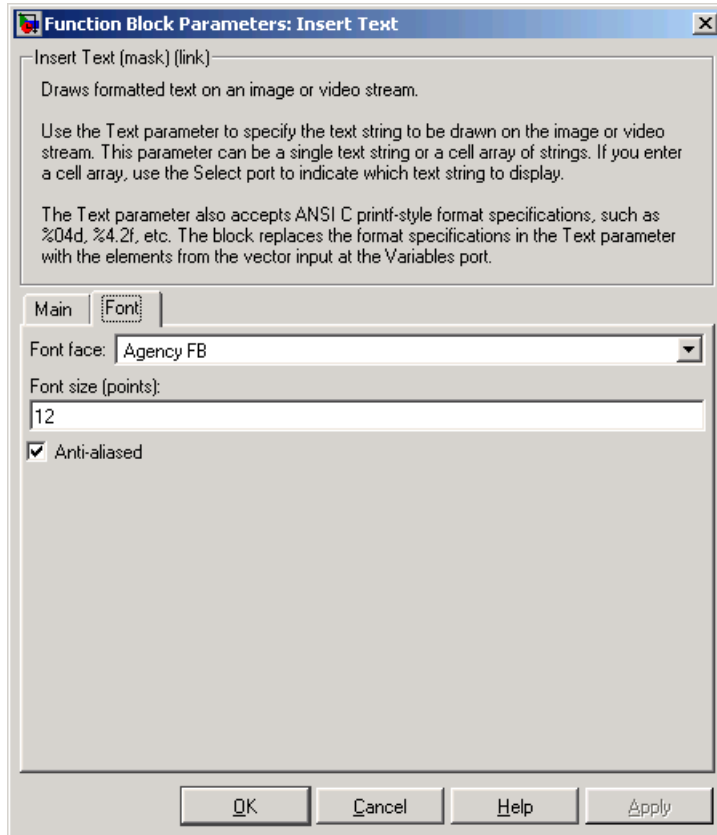 Function Block Parameters: Insert Text
Insert Text (mask) (link)
Draws formatted text on an image or video stream.
Use the Text parameter to specify the text string to be drawn on the image or video
stream. This parameter can be a single text string or a cell array of strings. If you enter
a cell array, use the Select port to indicate which text string to display.
The Text parameter also accepts ANSI C printf-style format specifications, such as
%04d, %4.2f, etc. The block replaces the format specifications in the Text parameter
with the elements from the vector input at the Variables port.
Main Font
Font face: Agency FB
Font size (points):
12
Anti-aliased
OK Cancel Help Apply